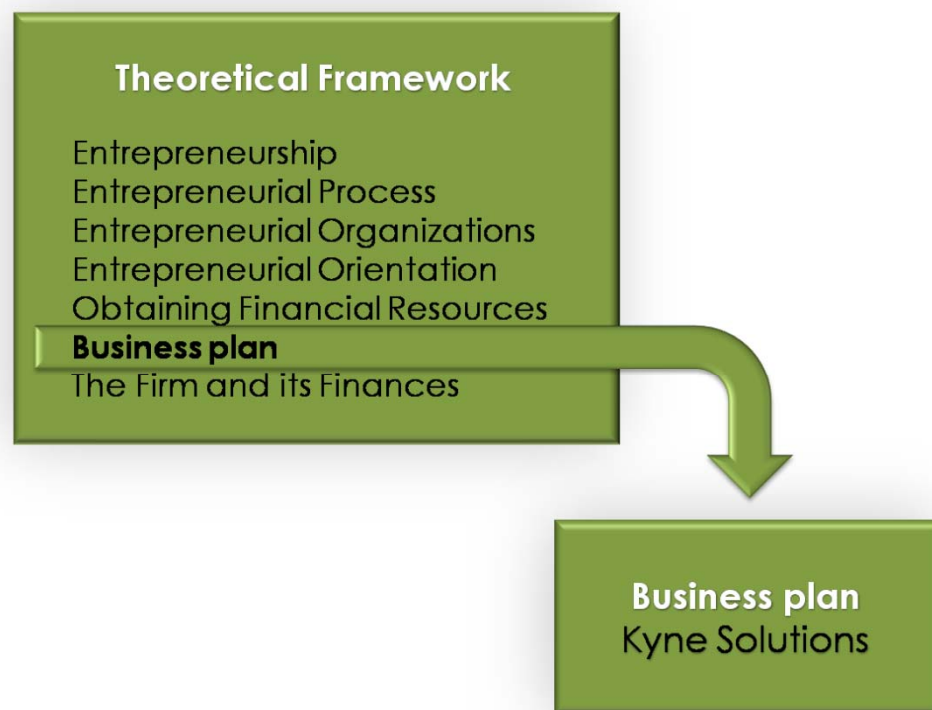 Theoretical Framework
Entrepreneurship
Entrepreneurial Process
Entrepreneurial Organizations
Entrepreneurial Orientation
Obtaining Financial Resources
Business plan
The Firm and its Finances
Business plan
Kyne Solutions